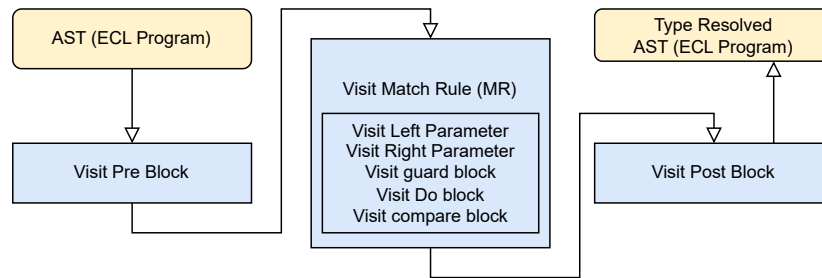 AST (ECL Program)
Visit Pre Block
Visit Match Rule (MR)
Visit Left Parameter
Visit Right Parameter
Visit guard block
Visit Do block
Visit compare block
Type Resolved
AST (ECL Program)
Visit Post Block